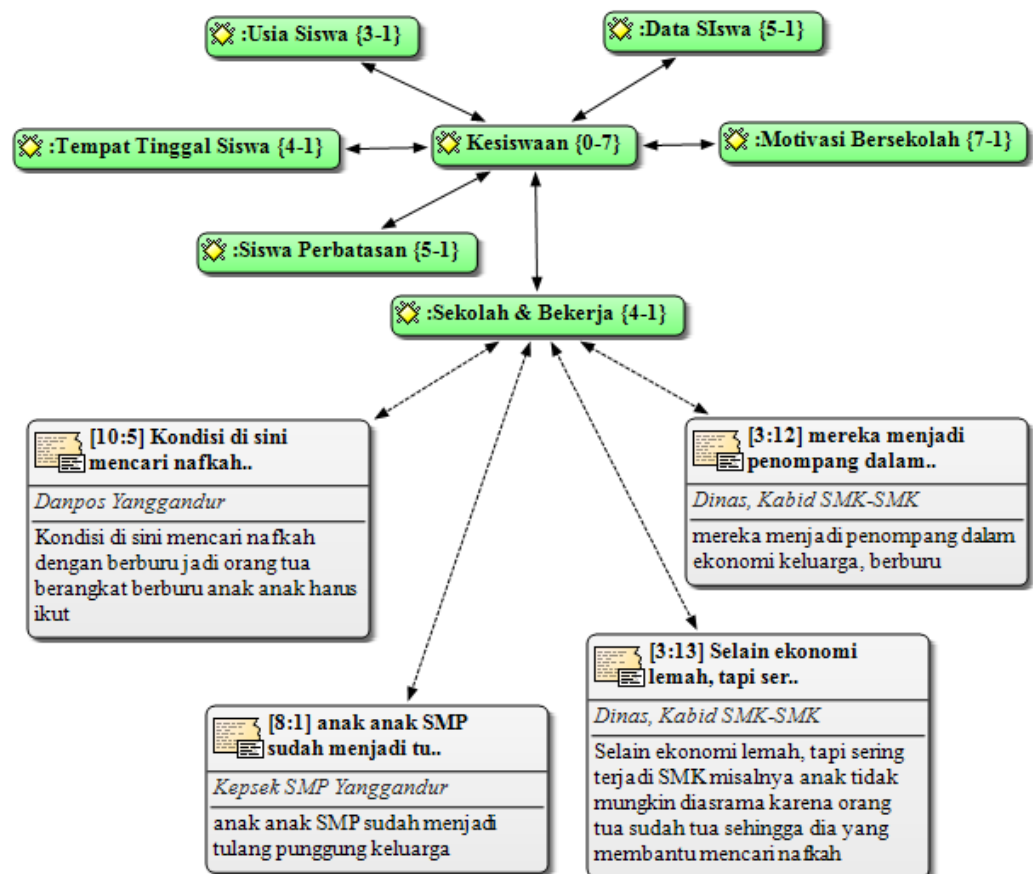 :Usia Siswa {3-1}
:Data SIswa {5-1}
:Tempat Tinggal Siswa {4-1}
Kesiswaan {0-7}
:Motivasi Bersekolah {7-1}
:Siswa Perbatasan {5-1}
:Sekolah & Bekerja {4-1}
[10:5] Kondisi di sini
mencari nafkah..
Danpos Yanggandur
Kondisi di sini mencari nafkah
dengan berburu jadi orang tua
berangkat berburu anak anak harus
ikut
[3:12] mereka menjadi
penompang dalam..
Dinas, Kabid SMK-SMK
mereka menjadi penompang dalam
ekonomi keluarga, berburu
[8:1] anak anak SMP
sudah menjadi tu..
Kepsek SMP Yanggandur
anak anak SMP sudah menjadi
tulang punggung keluarga
[3:13] Selain ekonomi
lemah, tapi ser..
Dinas, Kabid SMK-SMK
Selain ekonomi lemah, tapi sering
terjadi SMK misalnya anak tidak
mungkin diasrama karena orang
tua sudah tua sehingga dia yang
membantu mencari nafkah